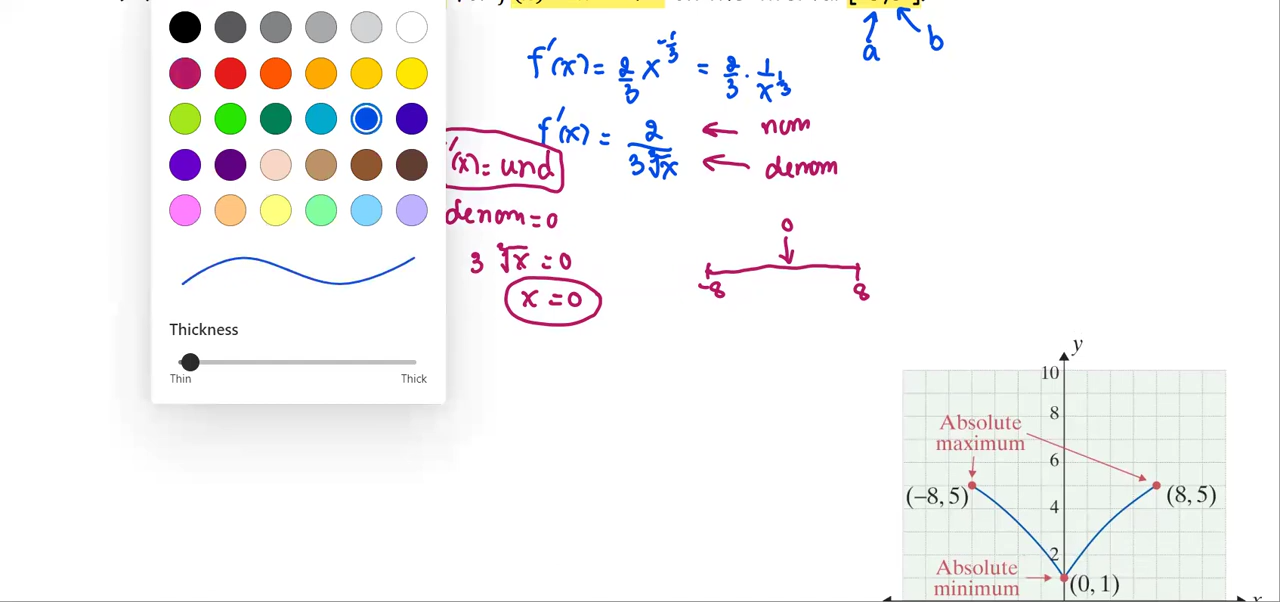 a b
f'(x) = 2/3 x^(-1/3) = 2/3 · 1/x^(1/3)
f'(x) = 2/(3∛x) ← num
← denom
'(x) = und
denom = 0
3 ∛x = 0
x = 0
0
-8 8
Thickness
Thin Thick
y
10
8
6
4
2
Absolute
maximum
(−8, 5)
(8, 5)
Absolute
minimum
(0, 1)
x